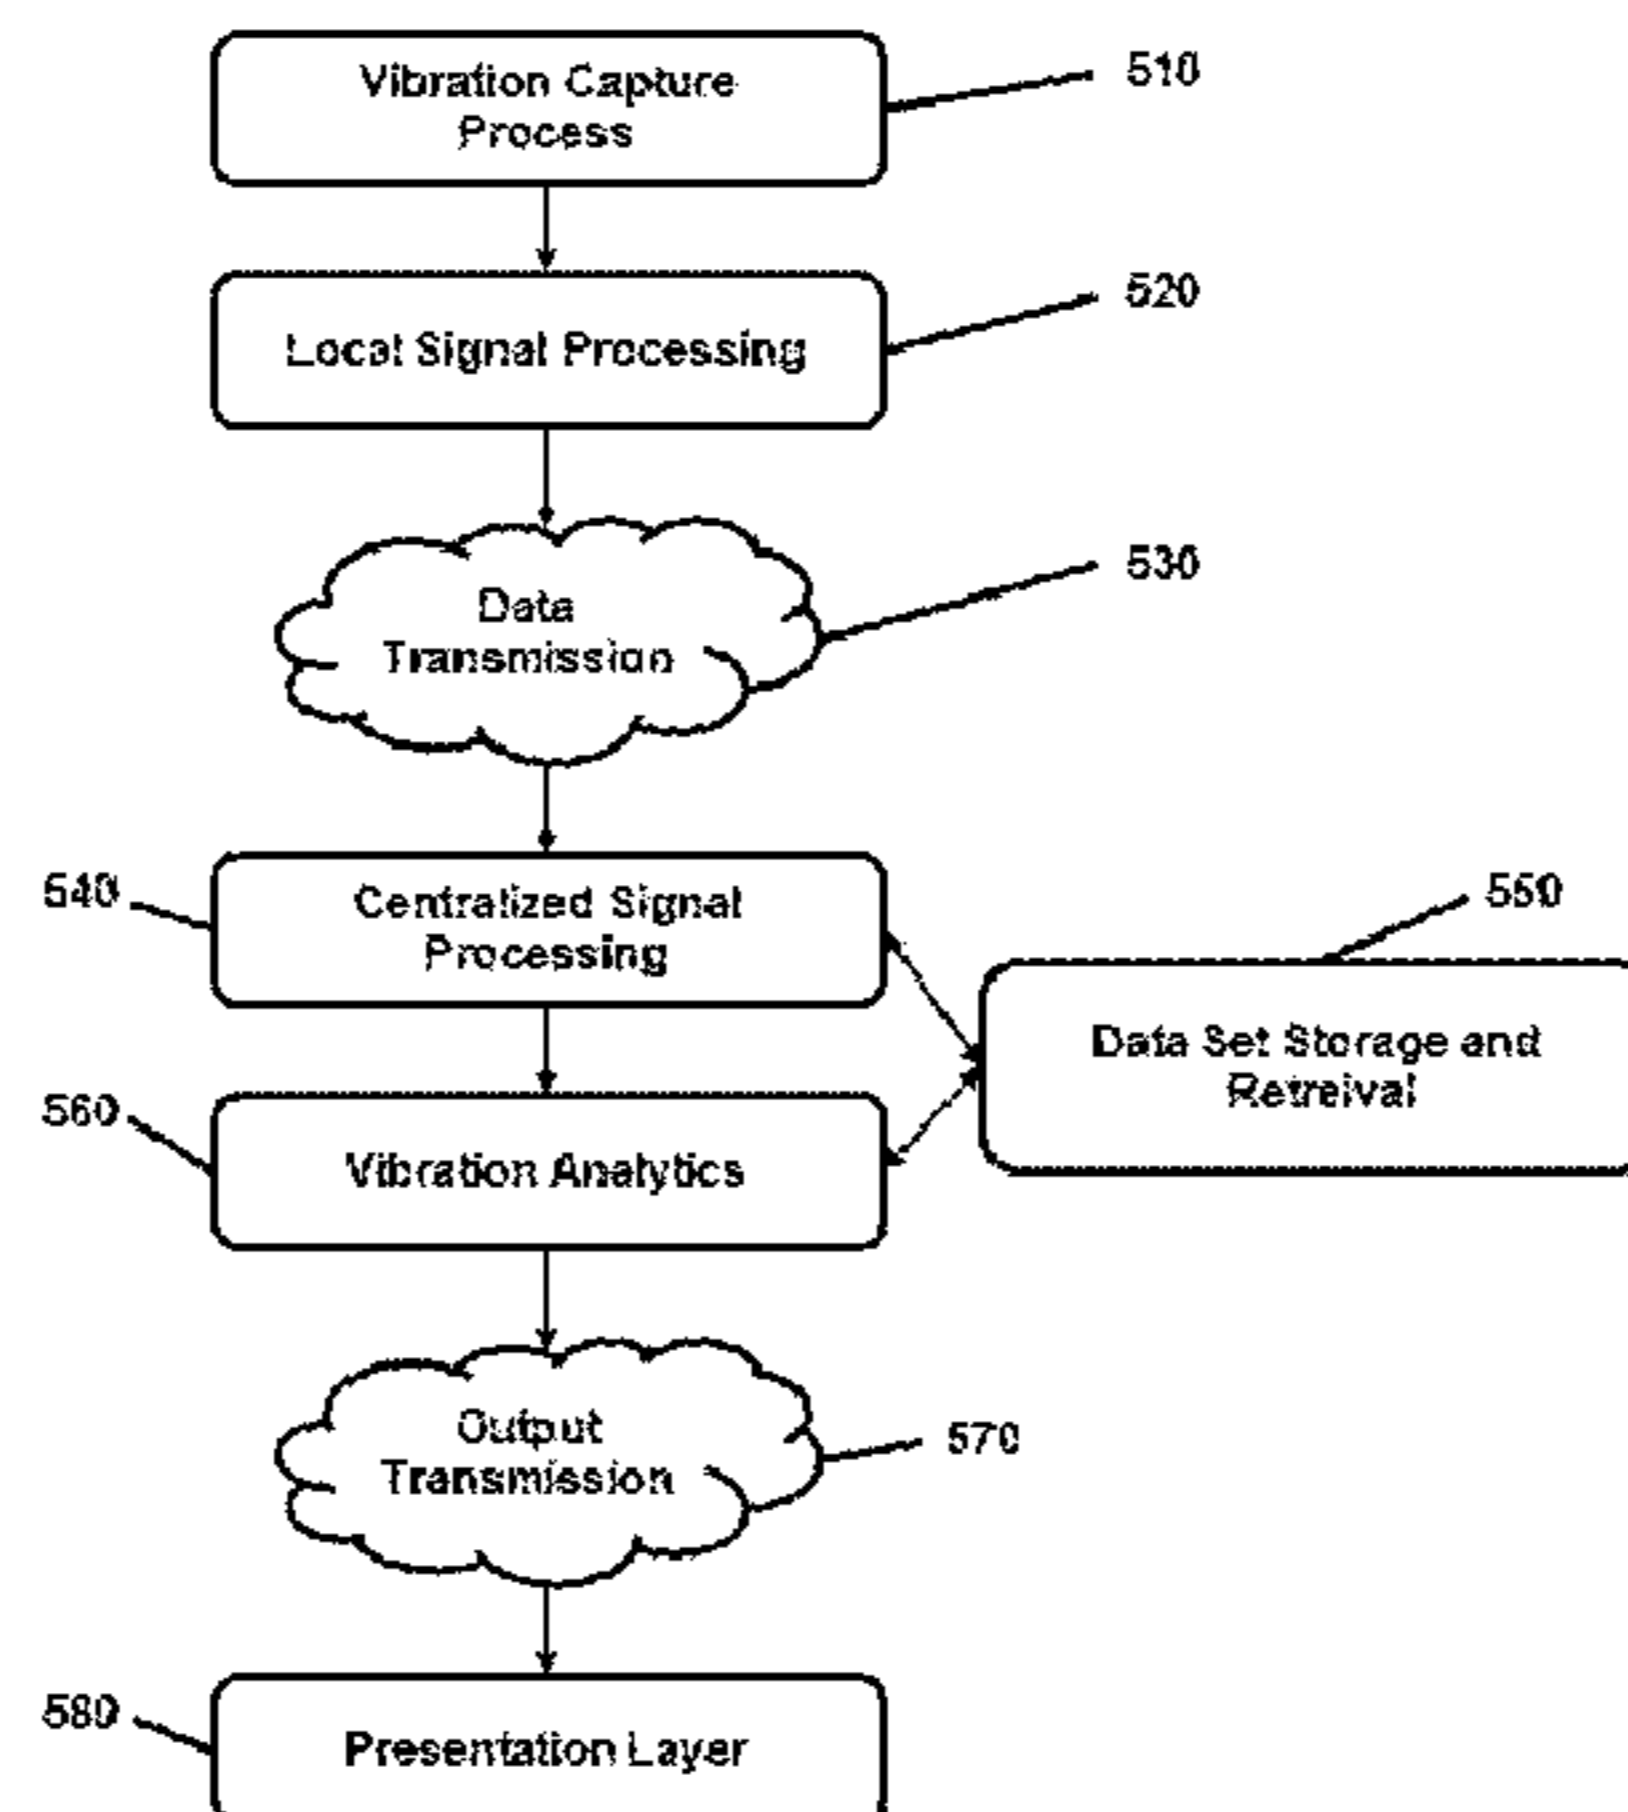 Vibration Capture
Process
510
Local Signal Processing
520
Data
Transmission
530
540
Centralized Signal
Processing
550
Data Set Storage and
Retreival
560
Vibration Analytics
Output
Transmission
570
580
Presentation Layer